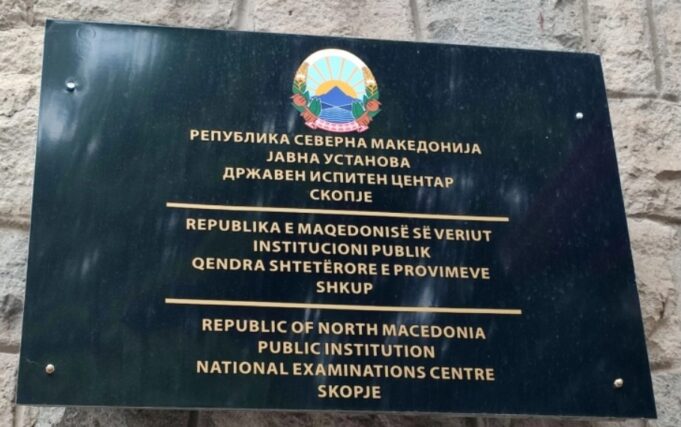 РЕПУБЛИКА СЕВЕРНА МАКЕДОНИЈА
ЈАВНА УСТАНОВА
ДРЖАВЕН ИСПИТЕН ЦЕНТАР
СКОПЈЕ
REPUBLIKA E MAQEDONISË SË VERIUT
INSTITUCIONI PUBLIK
QENDRA SHTETËRORE E PROVIMEVE
SHKUP
REPUBLIC OF NORTH MACEDONIA
PUBLIC INSTITUTION
NATIONAL EXAMINATIONS CENTRE
SKOPJE